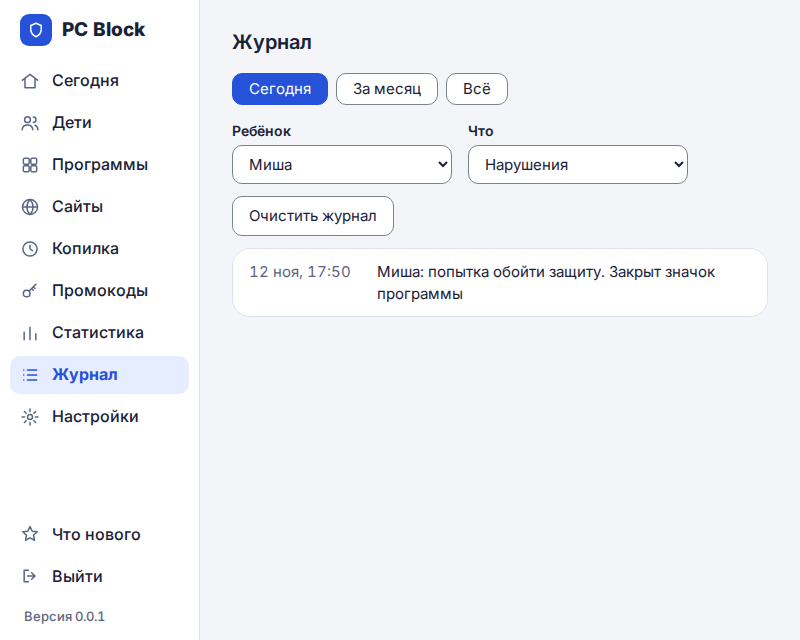 PC Block
Сегодня
Дети
Программы
Сайты
Копилка
Промокоды
Статистика
Журнал
Настройки
Что нового
Выйти
Версия 0.0.1
Журнал
Сегодня
За месяц
Всё
Ребёнок
Что
Миша
Нарушения
Очистить журнал
12 ноя, 17:50
Миша: попытка обойти защиту. Закрыт значок
программы